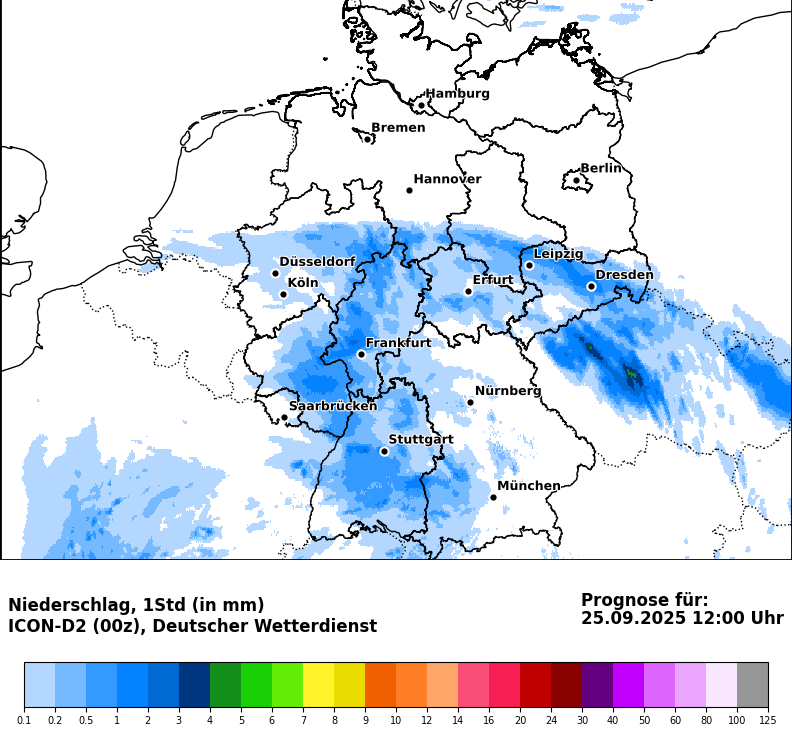 Hamburg
Bremen
Berlin
Hannover
Leipzig
Düsseldorf
Dresden
Köln
Erfurt
Frankfurt
Nürnberg
Saarbrücken
Stuttgart
München
Niederschlag, 1Std (in mm)
ICON-D2 (00z), Deutscher Wetterdienst
Prognose für:
25.09.2025 12:00 Uhr
0.1 0.2 0.5 1 2 3 4 5 6 7 8 9 10 12 14 16 20 24 30 40 50 60 80 100 125